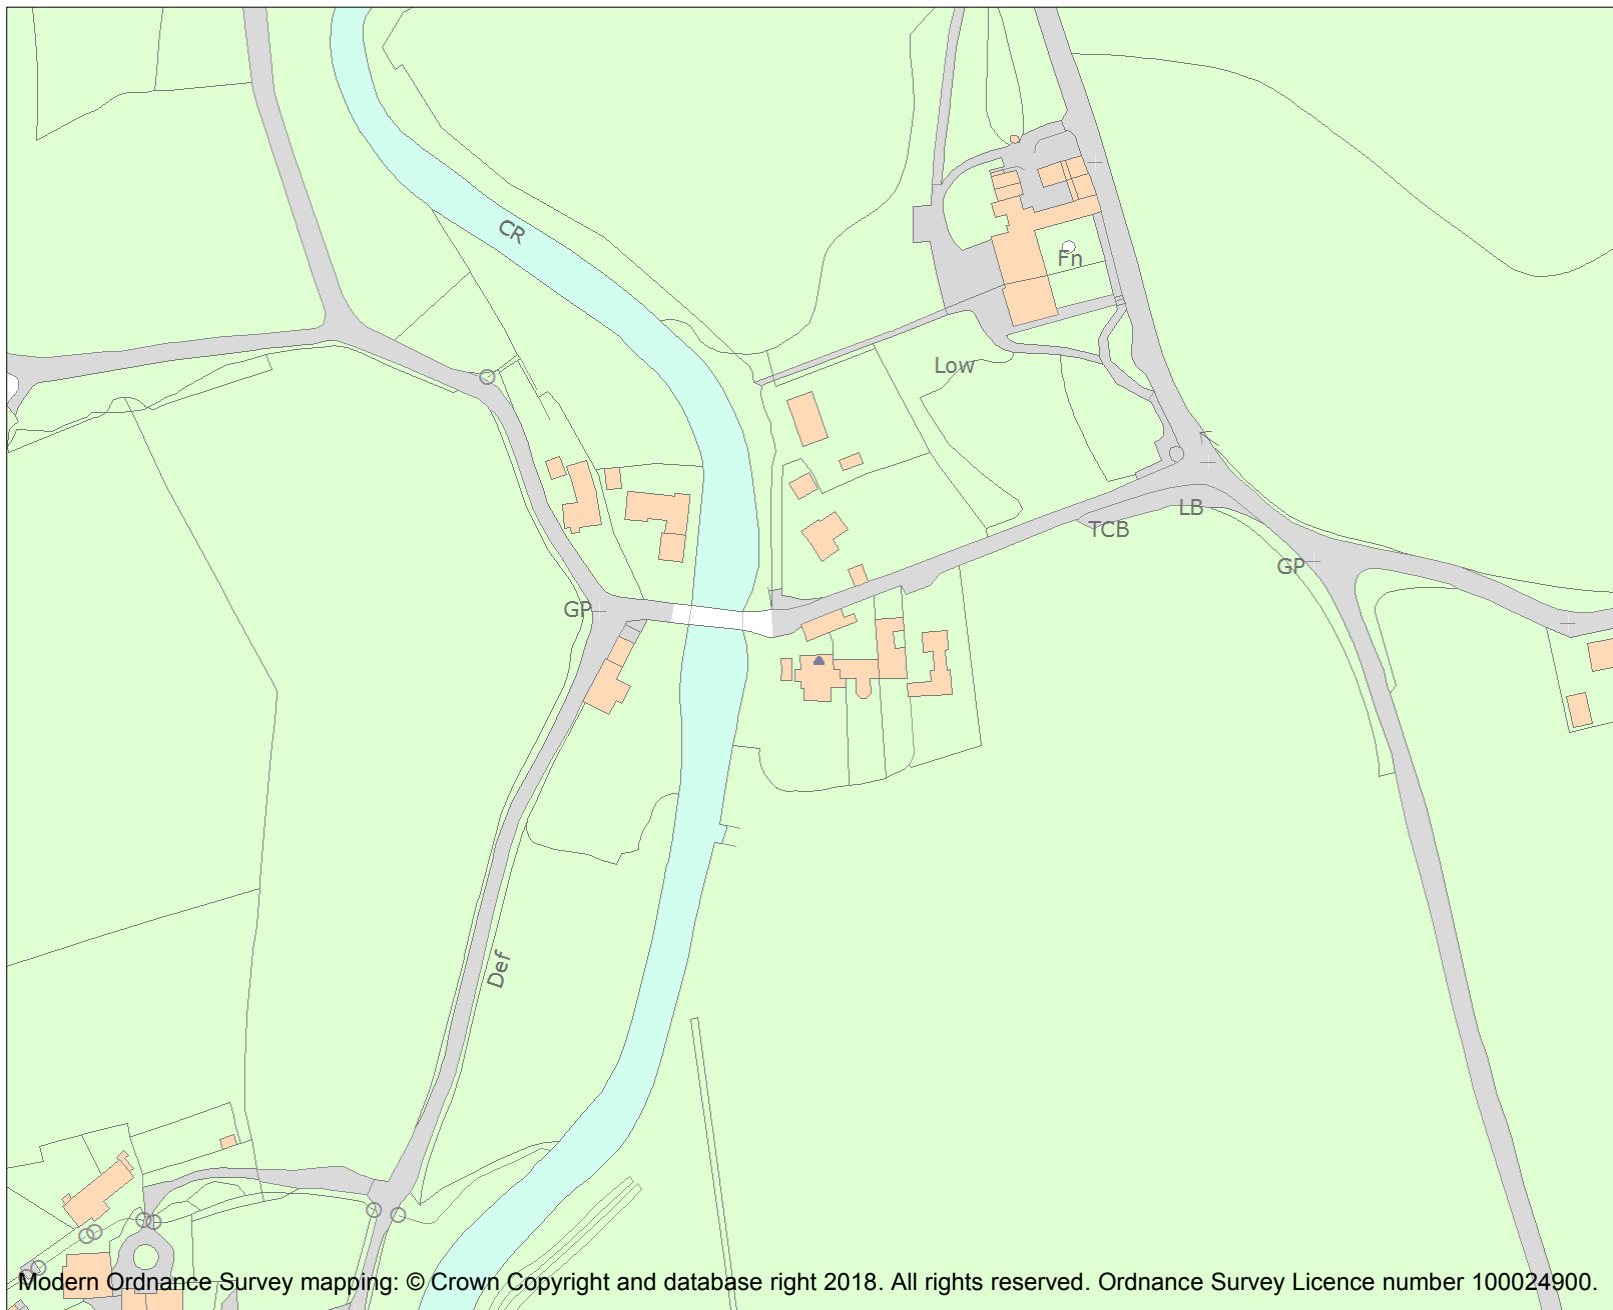 CR
Fn
Low
LB
TCB
GP
GP
Def
Modern Ordnance Survey mapping: © Crown Copyright and database right 2018. All rights reserved. Ordnance Survey Licence number 100024900.